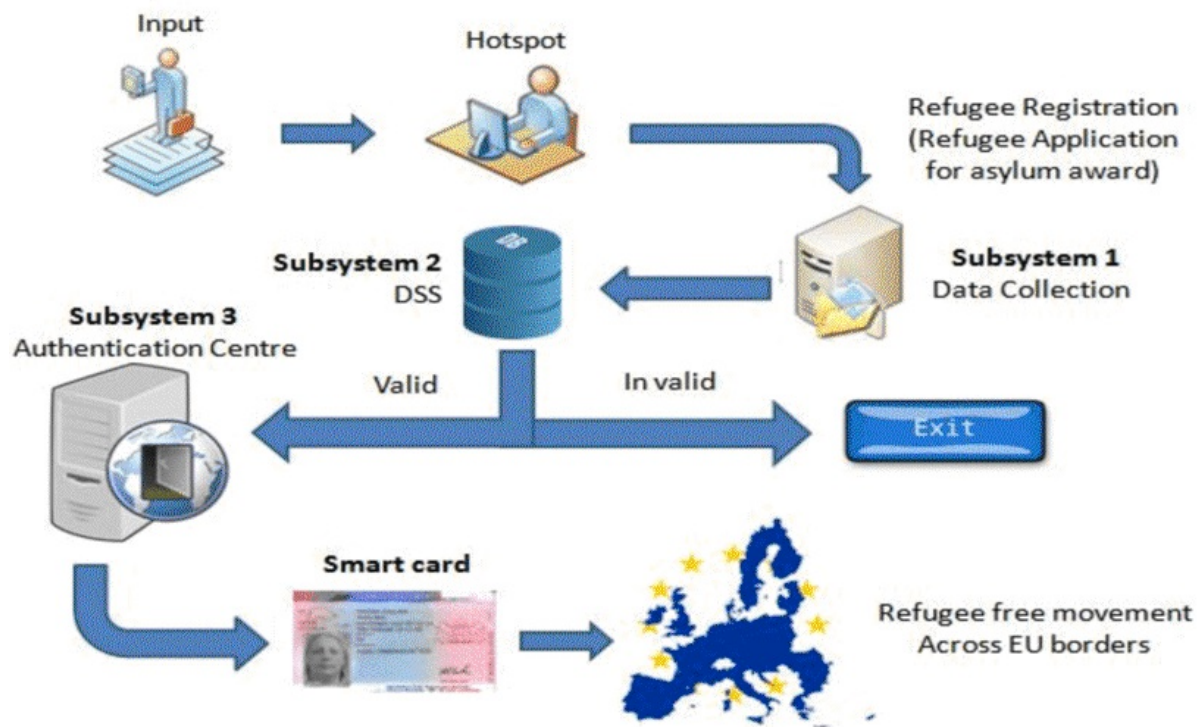 Input
Hotspot
Refugee Registration
(Refugee Application
for asylum award)
Subsystem 2
DSS
Subsystem 1
Data Collection
Subsystem 3
Authentication Centre
Valid
In valid
Exit
Smart card
Refugee free movement
Across EU borders